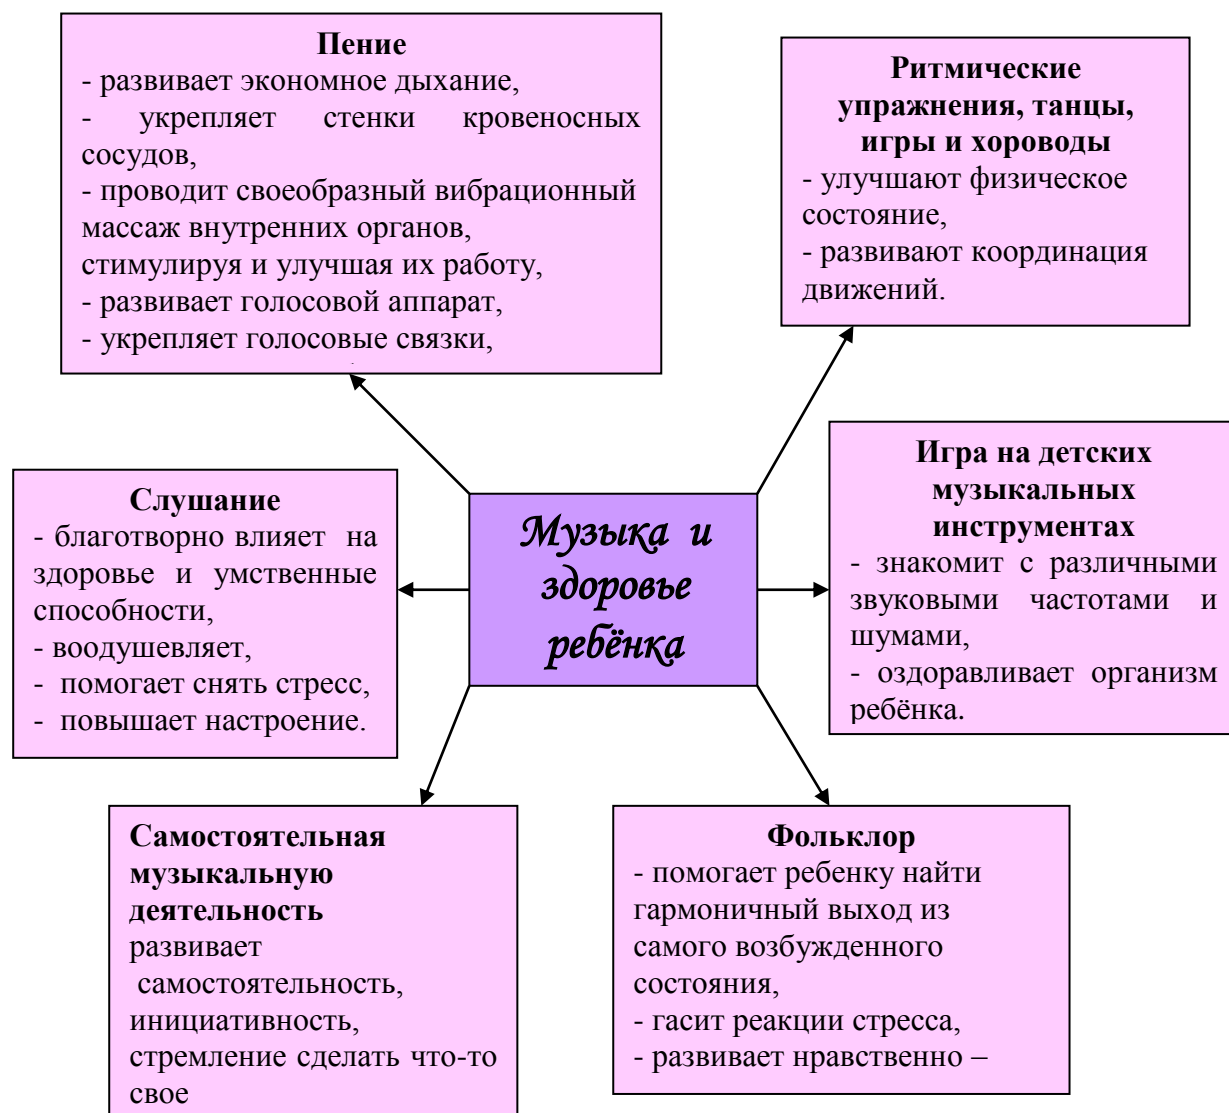 Пение
- развивает экономное дыхание,
- укрепляет стенки кровеносных
сосудов,
- проводит своеобразный вибрационный
массаж внутренних органов,
стимулируя и улучшая их работу,
- развивает голосовой аппарат,
- укрепляет голосовые связки,
Ритмические
упражнения, танцы,
игры и хороводы
- улучшают физическое
состояние,
- развивают координация
движений.
Слушание
- благотворно влияет на
здоровье и умственные
способности,
- воодушевляет,
- помогает снять стресс,
- повышает настроение.
Музыка и
здоровье
ребёнка
Игра на детских
музыкальных
инструментах
- знакомит с различными
звуковыми частотами и
шумами,
- оздоравливает организм
ребёнка.
Самостоятельная
музыкальную
деятельность
развивает
самостоятельность,
инициативность,
стремление сделать что-то
свое
Фольклор
- помогает ребенку найти
гармоничный выход из
самого возбужденного
состояния,
- гасит реакции стресса,
- развивает нравственно –